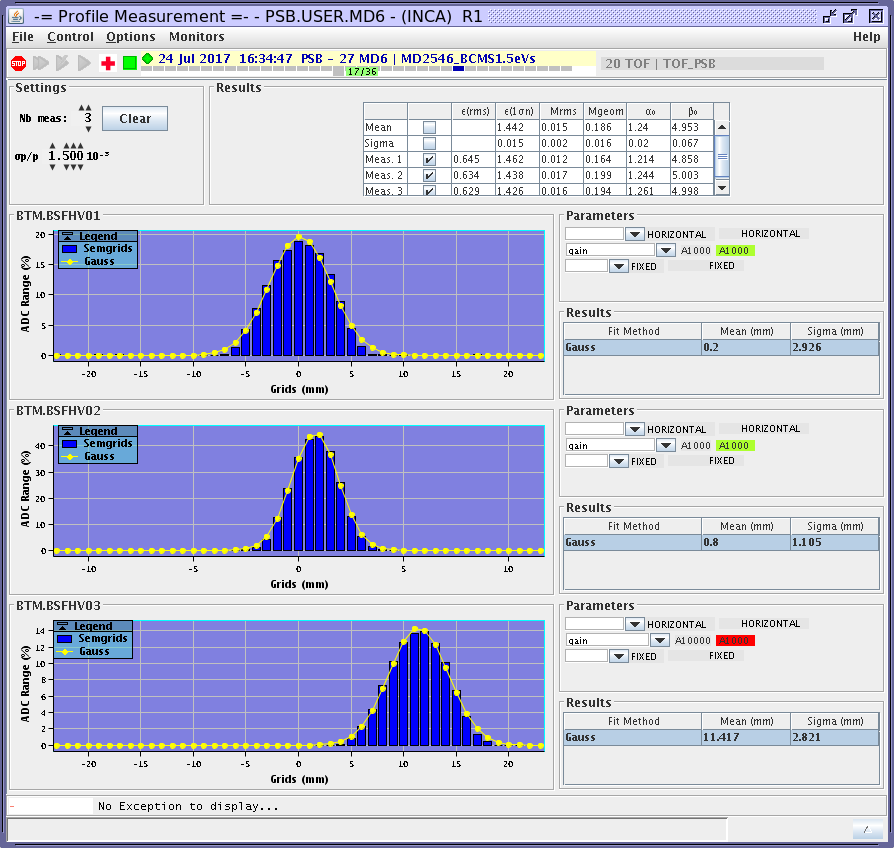 -= Profile Measurement =- - PSB.USER.MD6 - (INCA) R1
File Control Options Monitors Help
STOP 24 Jul 2017 16:34:47 PSB - 27 MD6 | MD2546_BCMS1.5eVs 20 TOF | TOF_PSB
17/36
Settings
Nb meas: 3 Clear
σp/p 1.500 10⁻³
Results
ε(rms) ε(1σn) Mrms Mgeom α₀ β₀
Mean 1.442 0.015 0.186 1.24 4.953
Sigma 0.015 0.002 0.016 0.02 0.067
Meas. 1 0.645 1.462 0.012 0.164 1.214 4.858
Meas. 2 0.634 1.438 0.017 0.199 1.244 5.003
Meas. 3 0.629 1.426 0.016 0.194 1.261 4.998
BTM.BSFHV01
Legend
Semgrids
Gauss
ADC Range (%)
20
15
10
5
0
-20 -15 -10 -5 0 5 10 15 20
Grids (mm)
Parameters
HORIZONTAL HORIZONTAL
gain A1000 A1000
FIXED FIXED
Results
Fit Method Mean (mm) Sigma (mm)
Gauss 0.2 2.926
BTM.BSFHV02
Legend
Semgrids
Gauss
ADC Range (%)
40
30
20
10
0
-10 -5 0 5 10
Grids (mm)
Parameters
HORIZONTAL HORIZONTAL
gain A1000 A1000
FIXED FIXED
Results
Fit Method Mean (mm) Sigma (mm)
Gauss 0.8 1.105
BTM.BSFHV03
Legend
Semgrids
Gauss
ADC Range (%)
14
12
10
8
6
4
2
0
-20 -15 -10 -5 0 5 10 15 20
Grids (mm)
Parameters
HORIZONTAL HORIZONTAL
gain A1000 A1000
FIXED FIXED
Results
Fit Method Mean (mm) Sigma (mm)
Gauss 11.417 2.821
- No Exception to display...